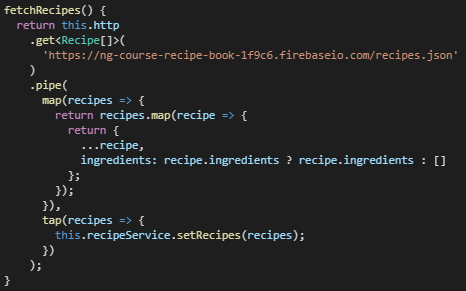 fetchRecipes() {
  return this.http
    .get<Recipe[]>(
      'https://ng-course-recipe-book-1f9c6.firebaseio.com/recipes.json'
    )
    .pipe(
      map(recipes => {
        return recipes.map(recipe => {
          return {
            ...recipe,
            ingredients: recipe.ingredients ? recipe.ingredients : []
          };
        });
      }),
      tap(recipes => {
        this.recipeService.setRecipes(recipes);
      })
    );
}